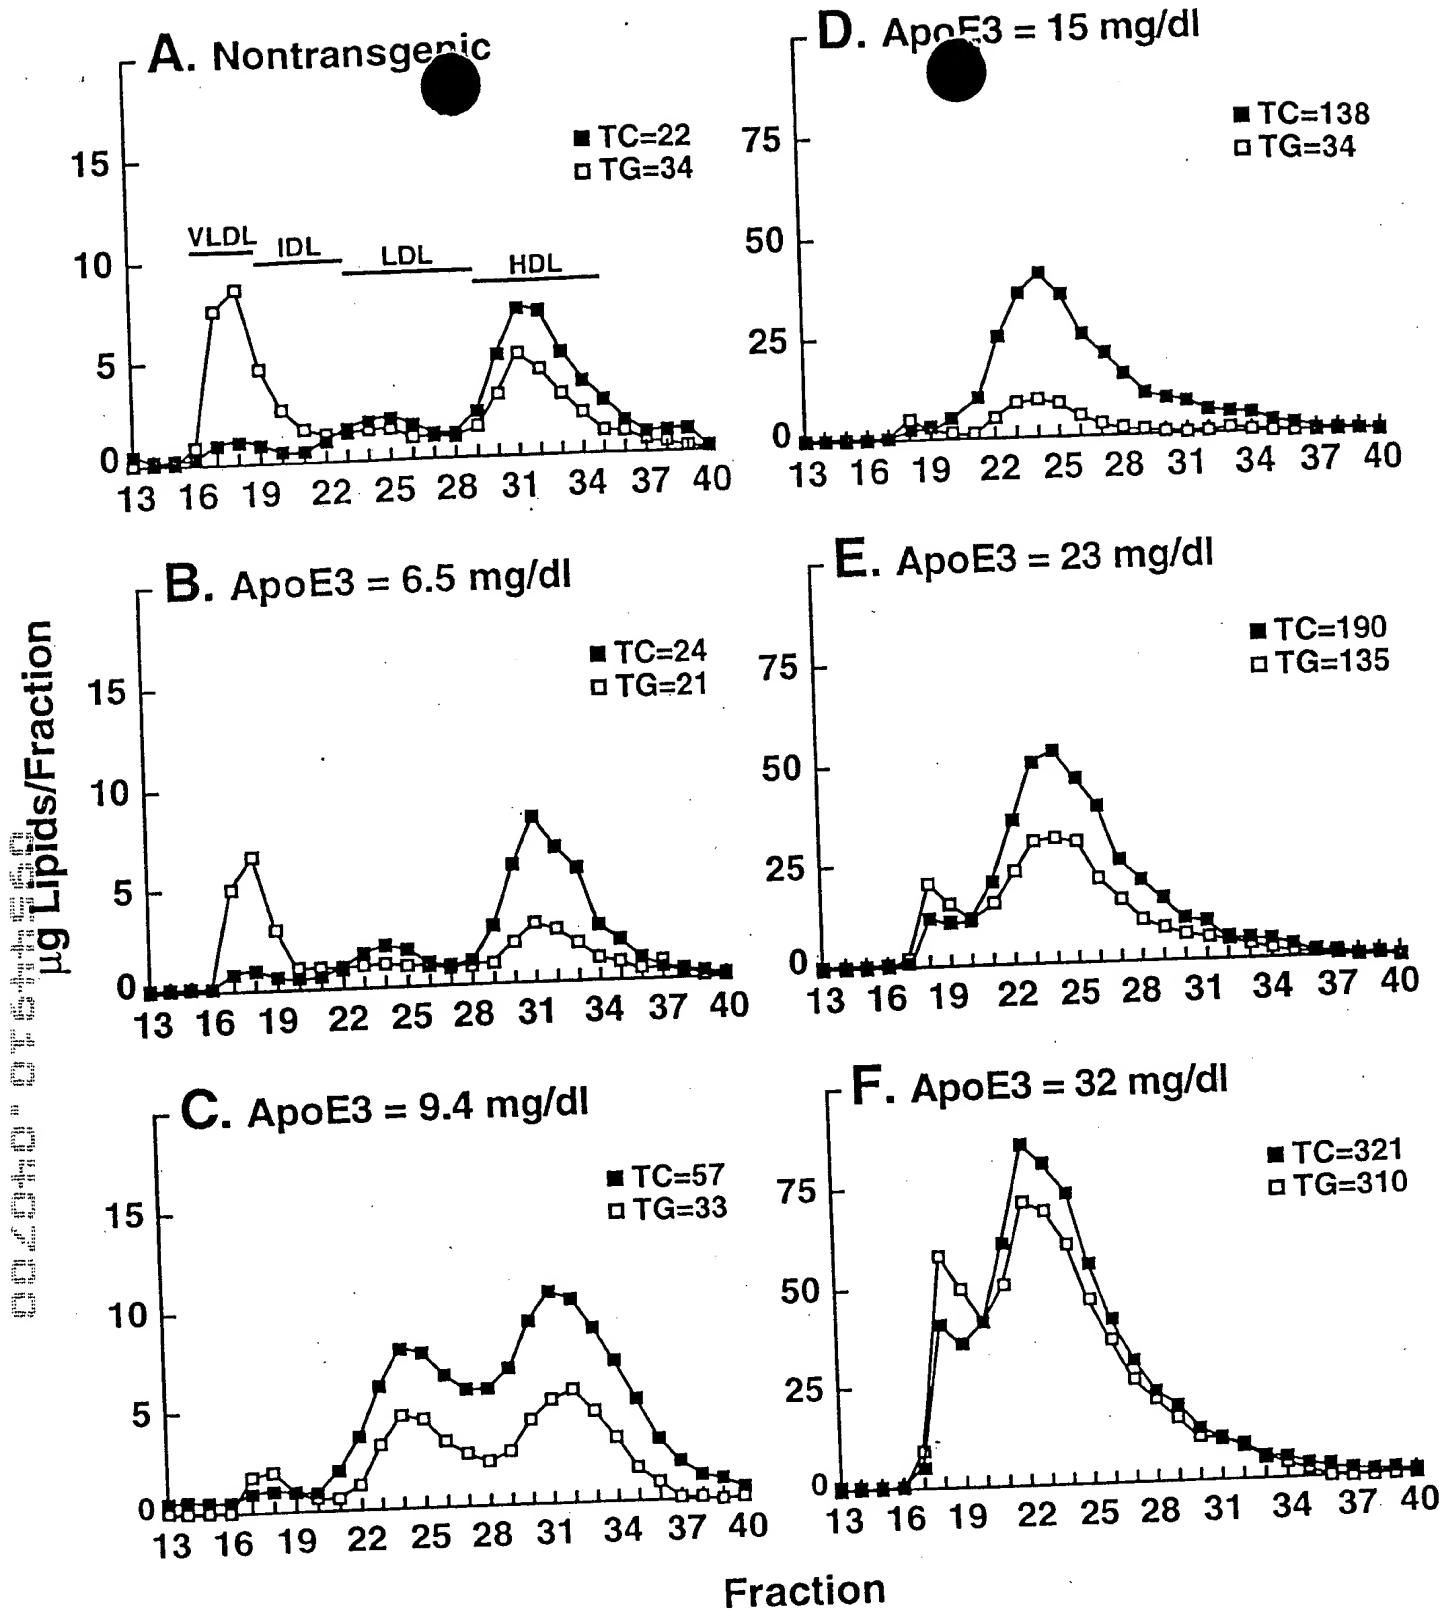 A. Nontransgenic
TC=22
TG=34
15
10
5
0
VLDL
IDL
LDL
HDL
13 16 19 22 25 28 31 34 37 40
B. ApoE3 = 6.5 mg/dl
TC=24
TG=21
15
10
5
0
13 16 19 22 25 28 31 34 37 40
C. ApoE3 = 9.4 mg/dl
TC=57
TG=33
15
10
5
0
13 16 19 22 25 28 31 34 37 40
D. ApoE3 = 15 mg/dl
TC=138
TG=34
75
50
25
0
13 16 19 22 25 28 31 34 37 40
E. ApoE3 = 23 mg/dl
TC=190
TG=135
75
50
25
0
13 16 19 22 25 28 31 34 37 40
F. ApoE3 = 32 mg/dl
TC=321
TG=310
75
50
25
0
13 16 19 22 25 28 31 34 37 40
µg Lipids/Fraction
Fraction